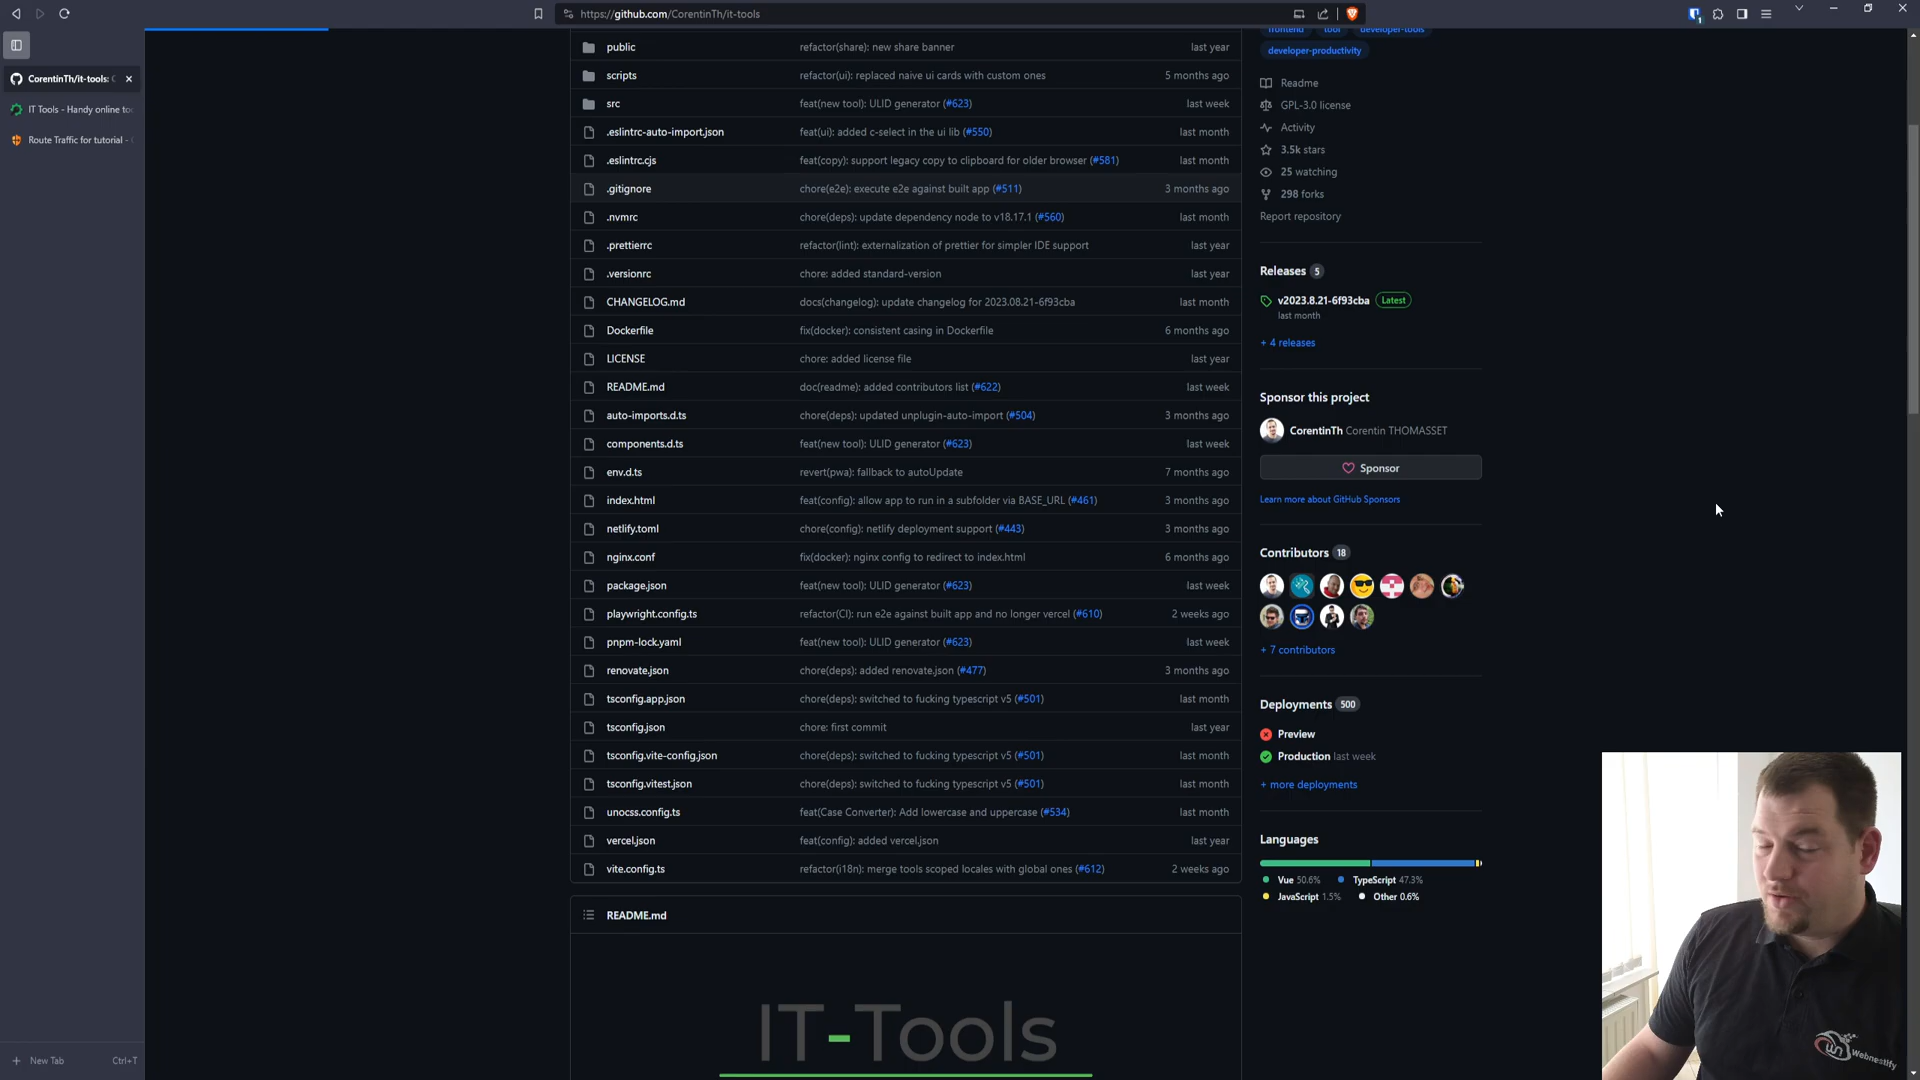 https://github.com/CorentinTh/it-tools
CorentinTh/it-tools:
IT Tools - Handy online too
Route Traffic for tutorial -
New Tab Ctrl+T
public refactor(share): new share banner last year
scripts refactor(ui): replaced naive ui cards with custom ones 5 months ago
src feat(new tool): ULID generator (#623) last week
.eslintrc-auto-import.json feat(ui): added c-select in the ui lib (#550) last month
.eslintrc.cjs feat(copy): support legacy copy to clipboard for older browser (#581) last month
.gitignore chore(e2e): execute e2e against built app (#511) 3 months ago
.nvmrc chore(deps): update dependency node to v18.17.1 (#560) last month
.prettierrc refactor(lint): externalization of prettier for simpler IDE support last year
.versionrc chore: added standard-version last year
CHANGELOG.md docs(changelog): update changelog for 2023.08.21-6f93cba last month
Dockerfile fix(docker): consistent casing in Dockerfile 6 months ago
LICENSE chore: added license file last year
README.md doc(readme): added contributors list (#622) last week
auto-imports.d.ts chore(deps): updated unplugin-auto-import (#504) 3 months ago
components.d.ts feat(new tool): ULID generator (#623) last week
env.d.ts revert(pwa): fallback to autoUpdate 7 months ago
index.html feat(config): allow app to run in a subfolder via BASE_URL (#461) 3 months ago
netlify.toml chore(config): netlify deployment support (#443) 3 months ago
nginx.conf fix(docker): nginx config to redirect to index.html 6 months ago
package.json feat(new tool): ULID generator (#623) last week
playwright.config.ts refactor(CI): run e2e against built app and no longer vercel (#610) 2 weeks ago
pnpm-lock.yaml feat(new tool): ULID generator (#623) last week
renovate.json chore(deps): added renovate.json (#477) 3 months ago
tsconfig.app.json chore(deps): switched to fucking typescript v5 (#501) last month
tsconfig.json chore: first commit last year
tsconfig.vite-config.json chore(deps): switched to fucking typescript v5 (#501) last month
tsconfig.vitest.json chore(deps): switched to fucking typescript v5 (#501) last month
unocss.config.ts feat(Case Converter): Add lowercase and uppercase (#534) last month
vercel.json feat(config): added vercel.json last year
vite.config.ts refactor(i18n): merge tools scoped locales with global ones (#612) 2 weeks ago
README.md
IT-Tools
frontend tool developer-tools
developer-productivity
Readme
GPL-3.0 license
Activity
3.5k stars
25 watching
298 forks
Report repository
Releases 5
v2023.8.21-6f93cba Latest
last month
+ 4 releases
Sponsor this project
CorentinTh Corentin THOMASSET
Sponsor
Learn more about GitHub Sponsors
Contributors 18
+ 7 contributors
Deployments 500
Preview
Production last week
+ more deployments
Languages
Vue 50.6% TypeScript 47.3%
JavaScript 1.5% Other 0.6%
WebnestHy